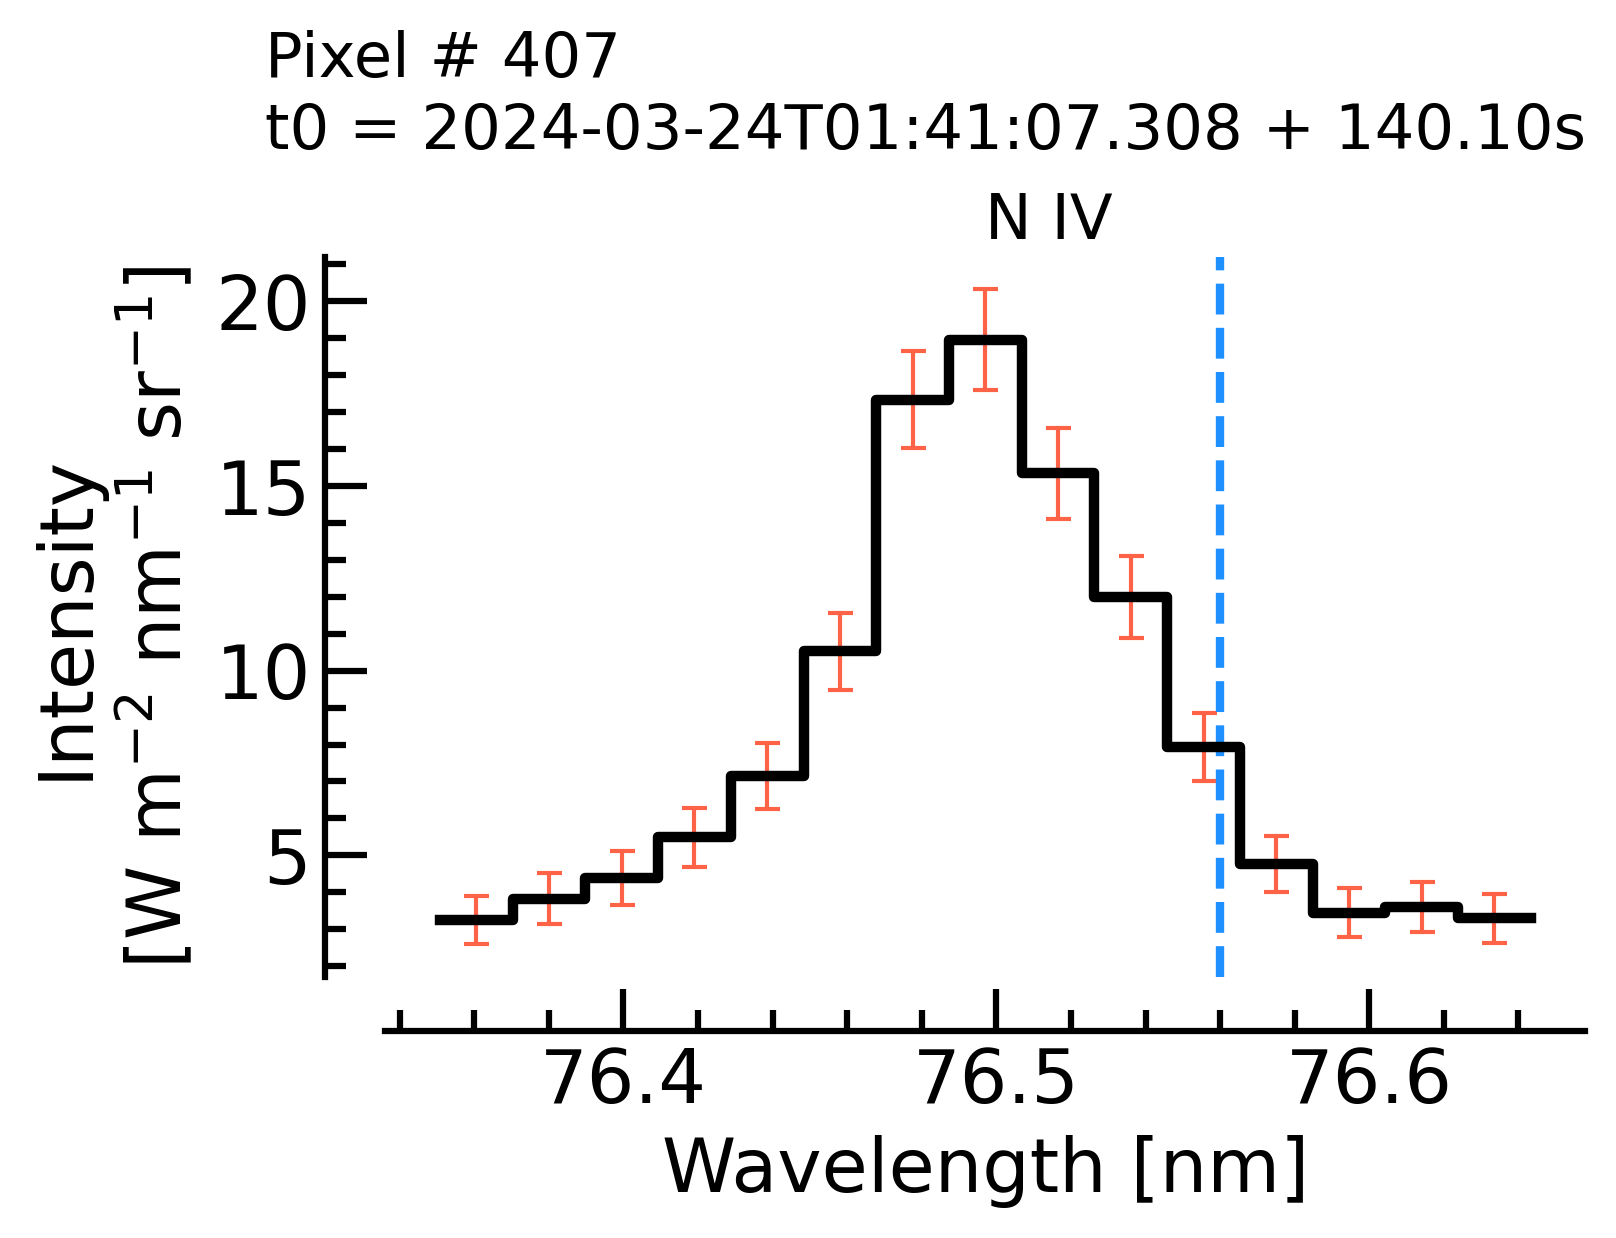 Pixel # 407
t0 = 2024-03-24T01:41:07.308 + 140.10s
N IV
Intensity
[W m⁻² nm⁻¹ sr⁻¹]
20
15
10
5
76.4 76.5 76.6
Wavelength [nm]